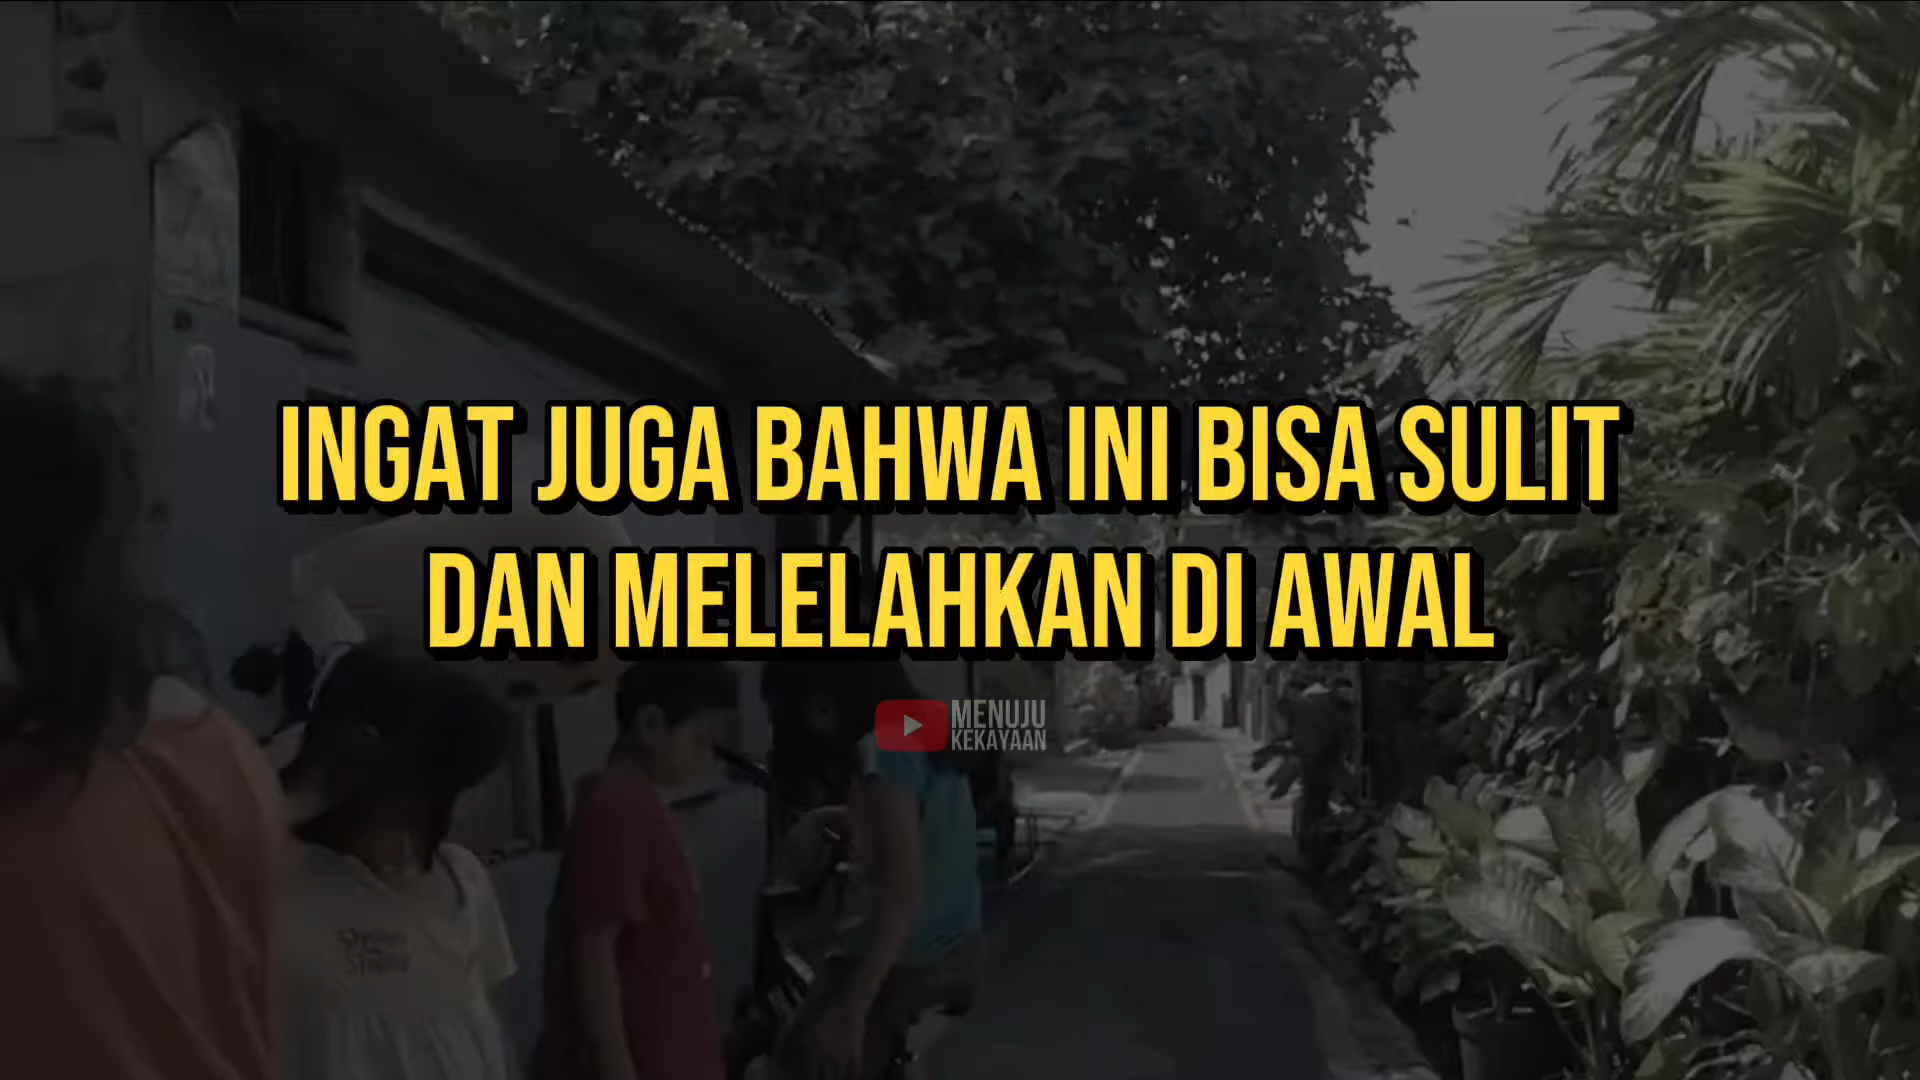 INGAT JUGA BAHWA INI BISA SULIT
DAN MELELAHKAN DI AWAL
MENUJU
KEKAYAAN